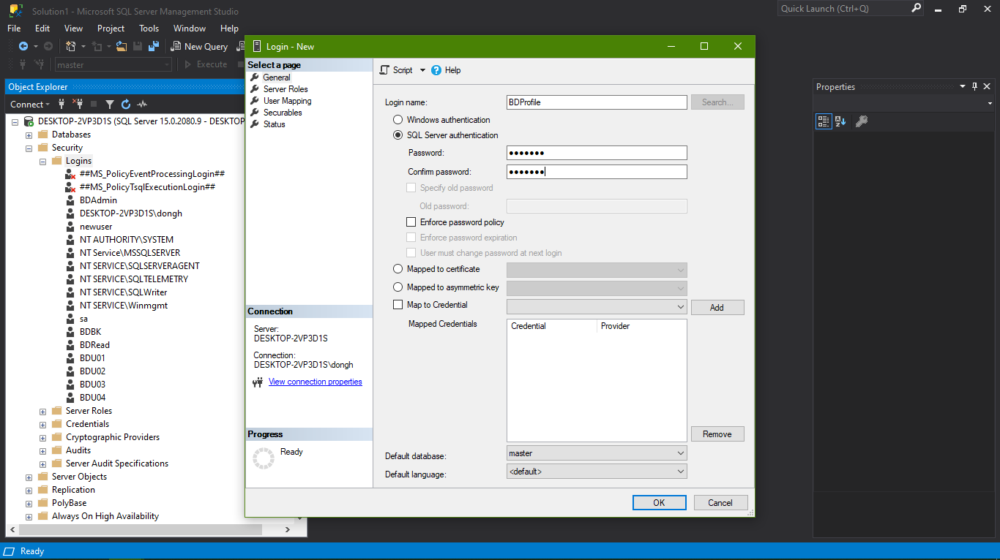 Solution1 - Microsoft SQL Server Management Studio
Quick Launch (Ctrl+Q)
File Edit View Project Tools Window Help
New Query
master
Execute
Object Explorer
Connect
DESKTOP-2VP3D1S (SQL Server 15.0.2080.9 - DESKTOP
Databases
Security
Logins
##MS_PolicyEventProcessingLogin##
##MS_PolicyTsqlExecutionLogin##
BDAdmin
DESKTOP-2VP3D1S\dongh
newuser
NT AUTHORITY\SYSTEM
NT Service\MSSQLSERVER
NT SERVICE\SQLSERVERAGENT
NT SERVICE\SQLTELEMETRY
NT SERVICE\SQLWriter
NT SERVICE\Winmgmt
sa
BDBK
BDRead
BDU01
BDU02
BDU03
BDU04
Server Roles
Credentials
Cryptographic Providers
Audits
Server Audit Specifications
Server Objects
Replication
PolyBase
Always On High Availability
Login - New
Select a page
General
Server Roles
User Mapping
Securables
Status
Connection
Server:
DESKTOP-2VP3D1S
Connection:
DESKTOP-2VP3D1S\dongh
View connection properties
Progress
Ready
Script Help
Login name: BDProfile Search...
Windows authentication
SQL Server authentication
Password: ●●●●●●●
Confirm password: ●●●●●●●
Specify old password
Old password:
Enforce password policy
Enforce password expiration
User must change password at next login
Mapped to certificate
Mapped to asymmetric key
Map to Credential Add
Mapped Credentials Credential Provider
Remove
Default database: master
Default language: <default>
OK Cancel
Properties
Ready